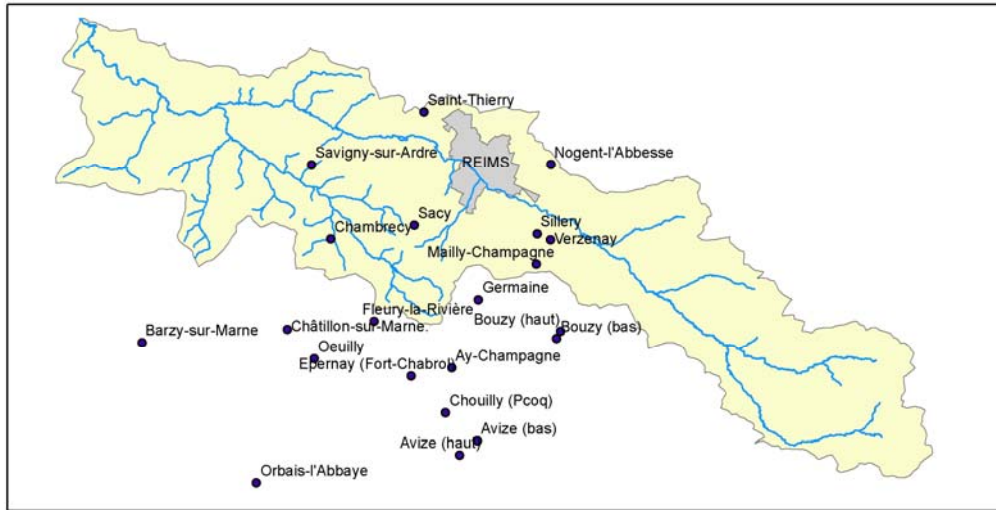 Saint-Thierry
Savigny-sur-Ardre
REIMS
Nogent-l'Abbesse
Sacy
Chambrecy
Sillery
Verzenay
Mailly-Champagne
Germaine
Fleury-la-Rivière
Bouzy (haut)
Bouzy (bas)
Barzy-sur-Marne
Châtillon-sur-Marne.
Oeuilly
Epernay (Fort-Chabrol)
Ay-Champagne
Chouilly (Pcoq)
Avize (bas)
Avize (haut)
Orbais-l'Abbaye